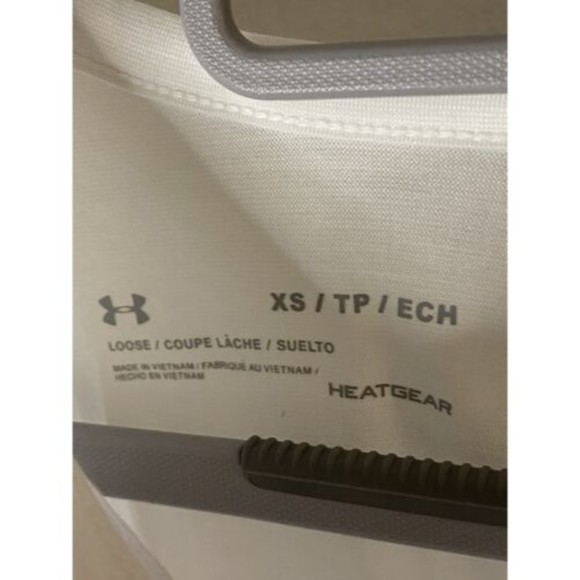 XS / TP / ECH
LOOSE / COUPE LÂCHE / SUELTO
MADE IN VIETNAM / FABRIQUÉ AU VIETNAM /
HECHO EN VIETNAM
HEATGEAR